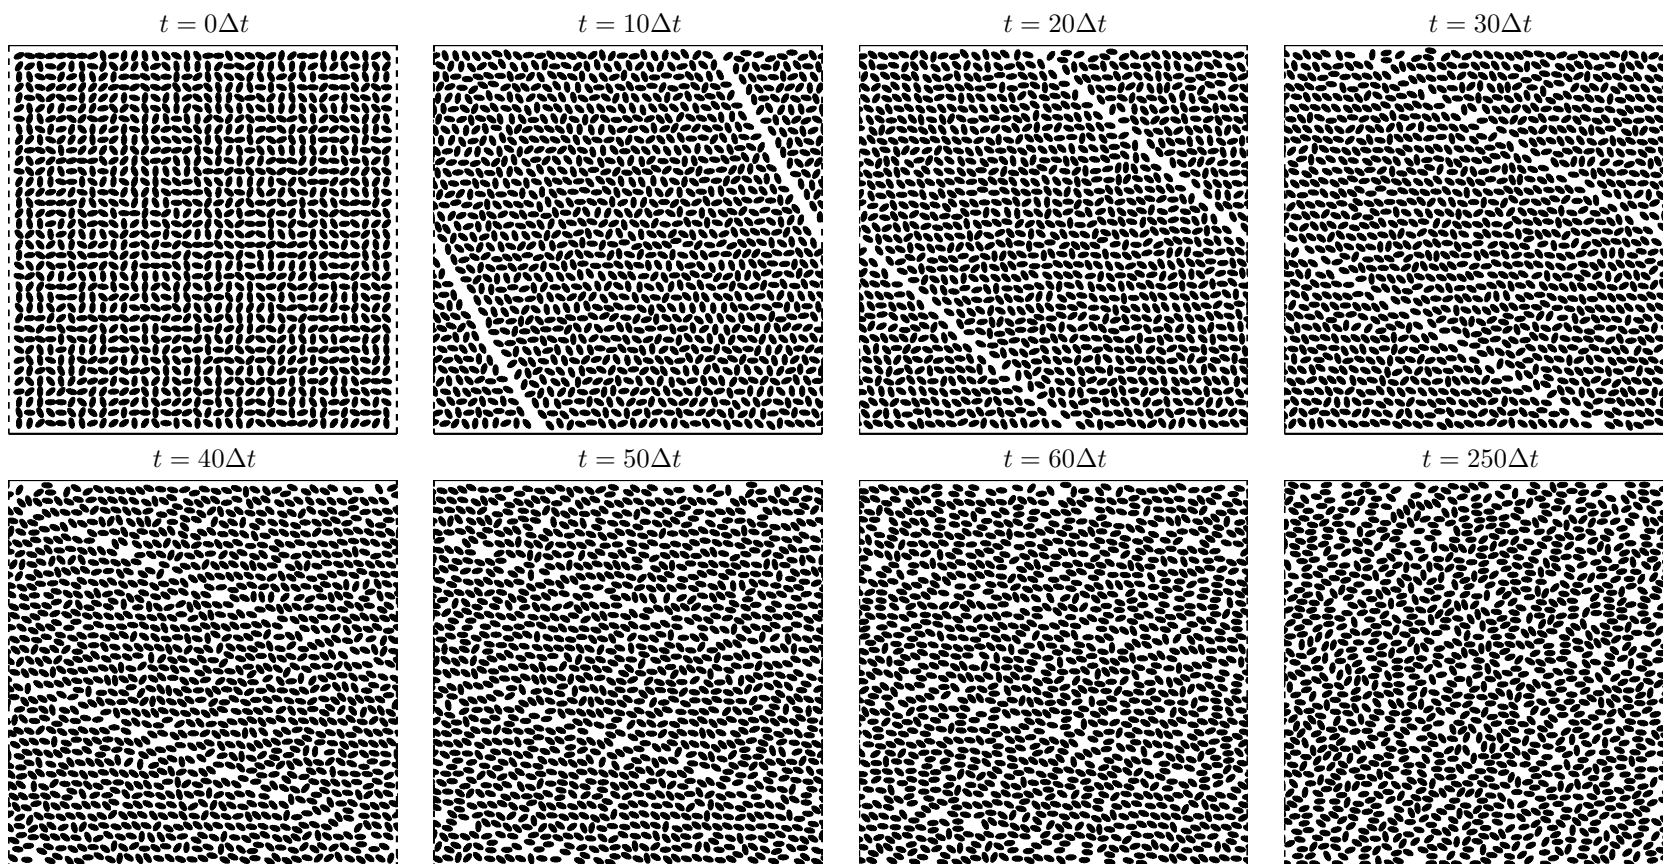 t = 0Δt
t = 10Δt
t = 20Δt
t = 30Δt
t = 40Δt
t = 50Δt
t = 60Δt
t = 250Δt